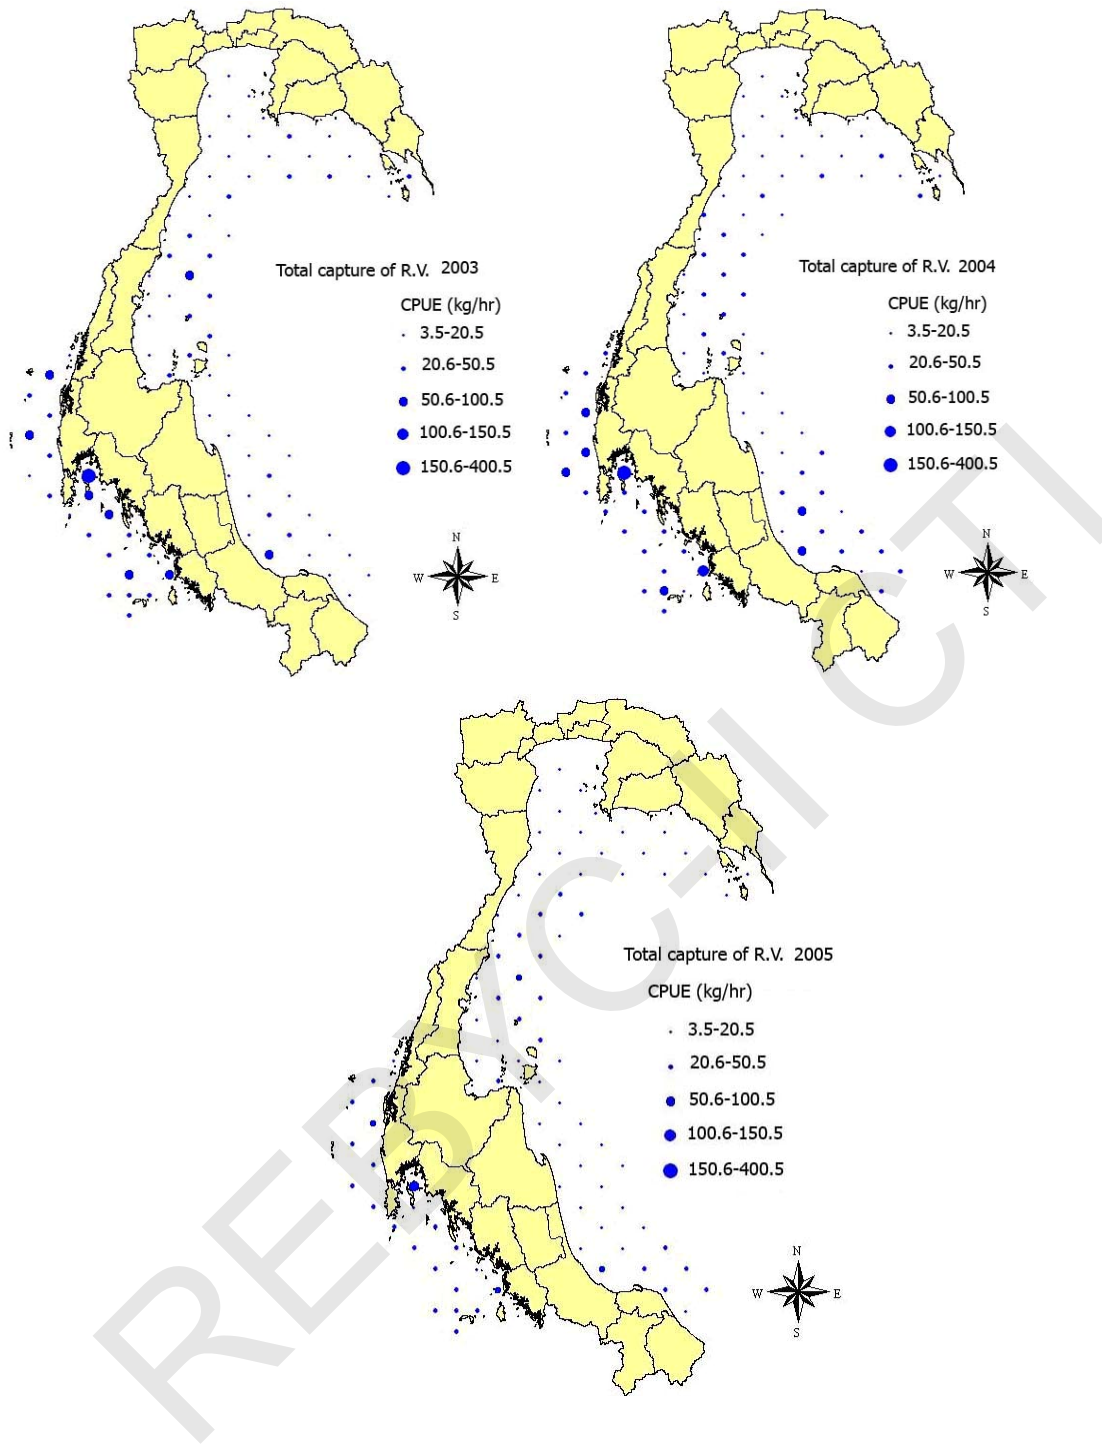 Total capture of R.V. 2003
CPUE (kg/hr)
3.5-20.5
20.6-50.5
50.6-100.5
100.6-150.5
150.6-400.5
N
W E
S
Total capture of R.V. 2004
CPUE (kg/hr)
3.5-20.5
20.6-50.5
50.6-100.5
100.6-150.5
150.6-400.5
N
W E
S
Total capture of R.V. 2005
CPUE (kg/hr)
3.5-20.5
20.6-50.5
50.6-100.5
100.6-150.5
150.6-400.5
N
W E
S
REBYC-II CTI